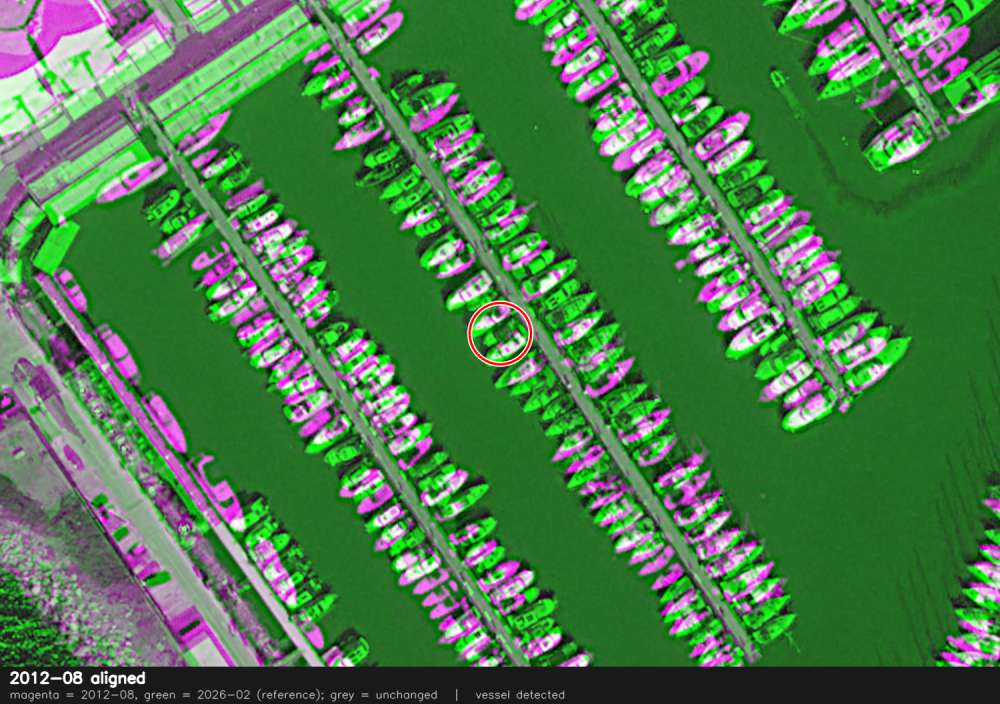 2012-08 aligned
magenta = 2012-08, green = 2026-02 (reference); grey = unchanged | vessel detected